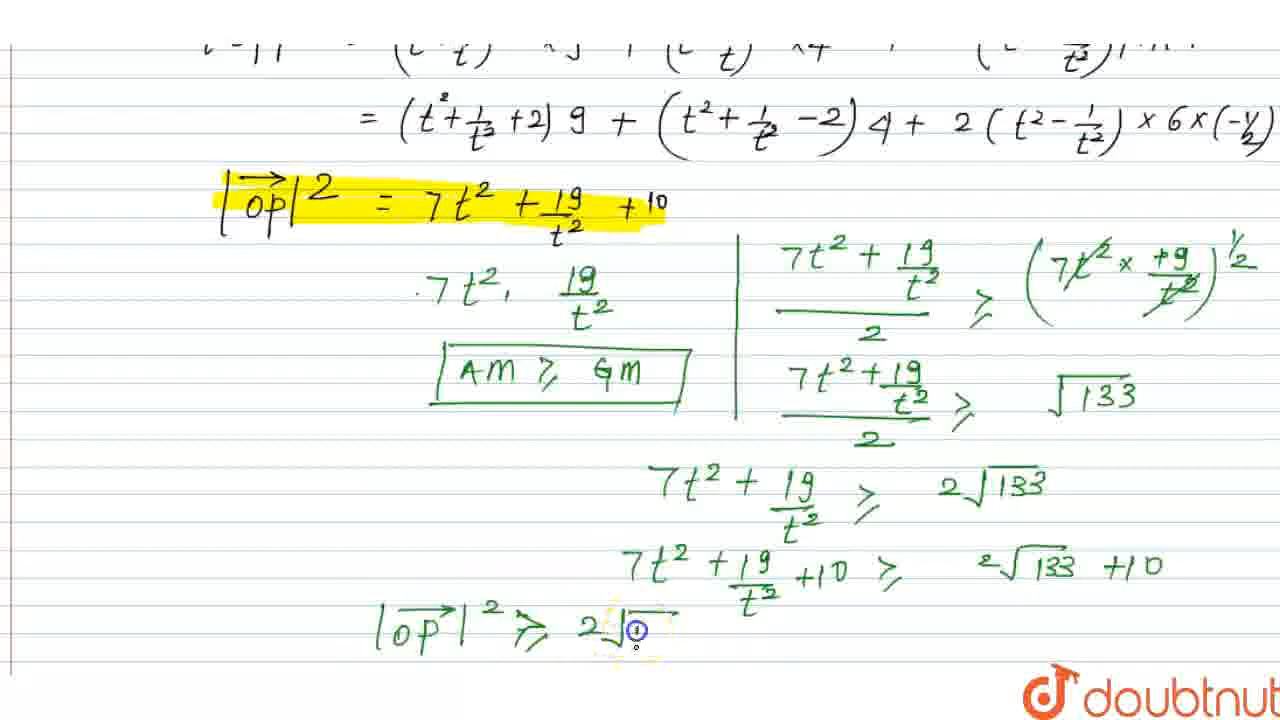 = (t² + 1/t² + 2) 9 + (t² + 1/t² - 2) 4 + 2 (t² - 1/t²) × 6 × (-1/2)
|OP|² = 7t² + 19/t² + 10
7t², 19/t²
AM ≥ GM
(7t² + 19/t²)/2 ≥ (7t² × 19/t²)^1/2
(7t² + 19/t²)/2 ≥ √133
7t² + 19/t² ≥ 2√133
7t² + 19/t² + 10 ≥ 2√133 + 10
|OP|² ≥ 2√
doubtnut